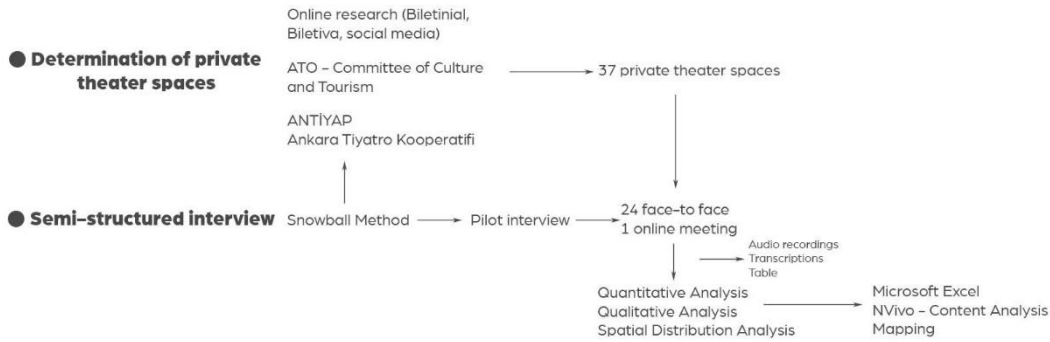 Online research (Biletinial,
Biletiva, social media)
● Determination of private
theater spaces
ATO - Committee of Culture
and Tourism
37 private theater spaces
ANTİYAP
Ankara Tiyatro Kooperatifi
● Semi-structured interview
Snowball Method
Pilot interview
24 face-to face
1 online meeting
Audio recordings
Transcriptions
Table
Quantitative Analysis
Qualitative Analysis
Spatial Distribution Analysis
Microsoft Excel
NVivo - Content Analysis
Mapping